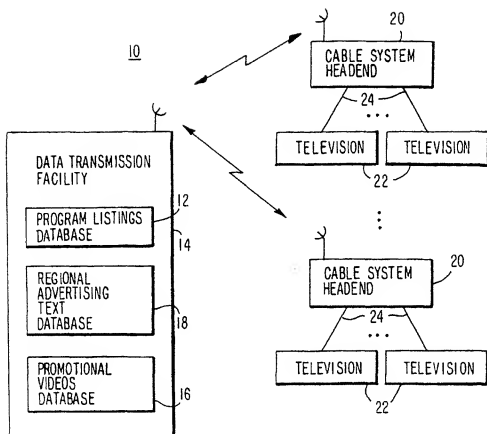 10
DATA TRANSMISSION
FACILITY
PROGRAM LISTINGS
DATABASE
12
14
REGIONAL
ADVERTISING
TEXT
DATABASE
18
PROMOTIONAL
VIDEOS
DATABASE
16
20
CABLE SYSTEM
HEADEND
24
...
TELEVISION TELEVISION
22
...
20
CABLE SYSTEM
HEADEND
24
...
TELEVISION TELEVISION
22